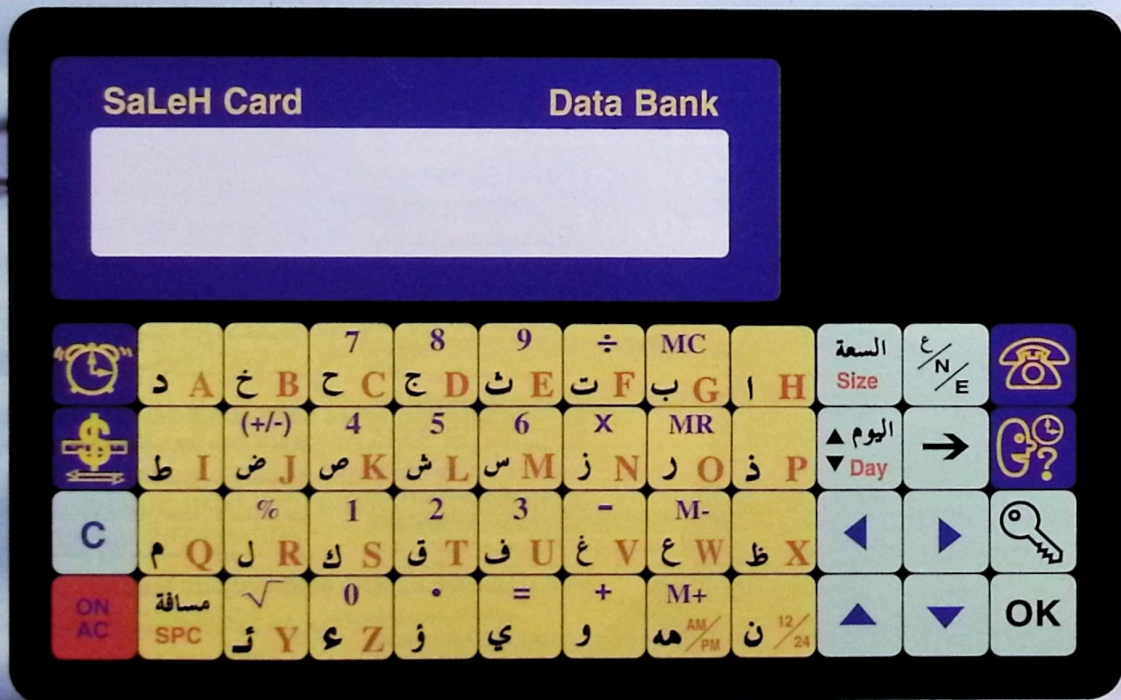 SaLeH Card Data Bank
7 8 9 ÷ MC
د A خ B ح C ج D ث E ت F ب G ا H
السعة
Size
ع/N/E
(+/-) 4 5 6 X MR
ط I ض J ص K ش L س M ز N ر O ذ P
اليوم
Day
$
?
% 1 2 3 - M-
C
م Q ل R ك S ق T ف U غ V ع W ظ X
√ 0 • = + M+
ON
AC
مسافة
SPC
ئ Y ء Z ؤ ي و هـ AM/PM ن 12/24
OK